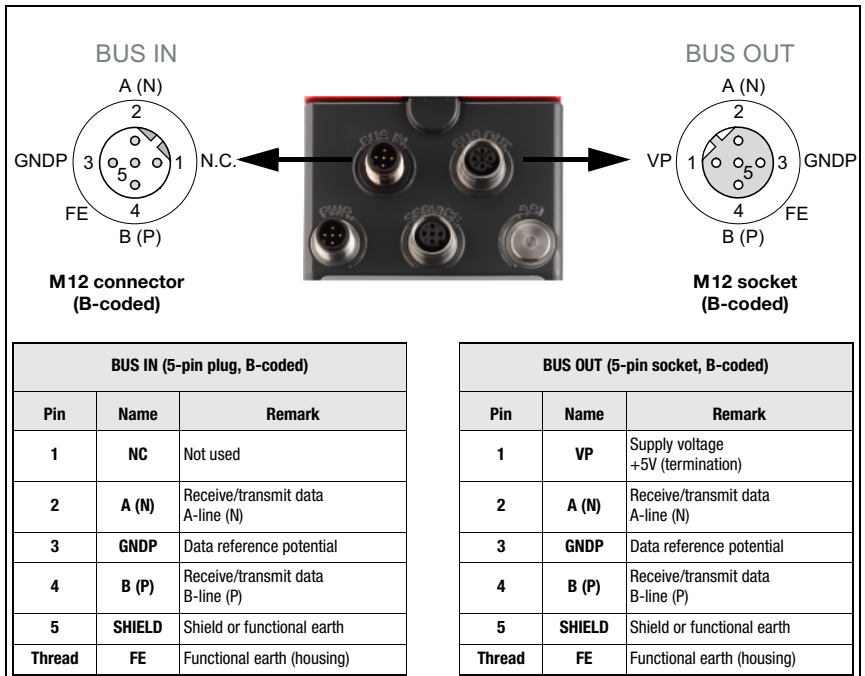 BUS IN
A (N)
2
GNDP 3 5 1 N.C.
4
FE
B (P)
M12 connector
(B-coded)
BUS IN BUS OUT
PWR SERVICE
BUS OUT
A (N)
2
VP 1 5 3 GNDP
4
FE
B (P)
M12 socket
(B-coded)
BUS IN (5-pin plug, B-coded)
Pin Name Remark
1 NC Not used
2 A (N) Receive/transmit data
A-line (N)
3 GNDP Data reference potential
4 B (P) Receive/transmit data
B-line (P)
5 SHIELD Shield or functional earth
Thread FE Functional earth (housing)
BUS OUT (5-pin socket, B-coded)
Pin Name Remark
1 VP Supply voltage
+5V (termination)
2 A (N) Receive/transmit data
A-line (N)
3 GNDP Data reference potential
4 B (P) Receive/transmit data
B-line (P)
5 SHIELD Shield or functional earth
Thread FE Functional earth (housing)